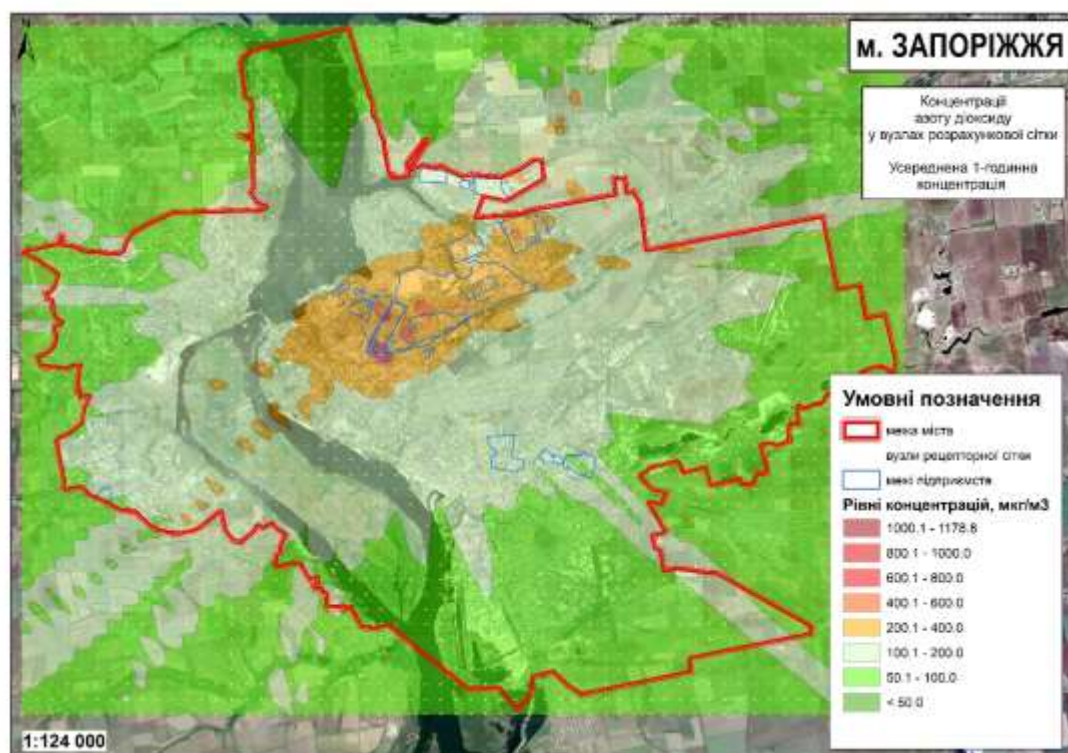 N
м. ЗАПОРІЖЖЯ
Концентрації
азоту діоксиду
у вузлах розрахункової сітки
Усереднена 1-годинна
концентрація
Умовні позначення
межа міста
вузли рецепторної сітки
межі підприємств
Рівні концентрацій, мкг/м3
1000.1 - 1178.8
800.1 - 1000.0
600.1 - 800.0
400.1 - 600.0
200.1 - 400.0
100.1 - 200.0
50.1 - 100.0
< 50.0
1:124 000